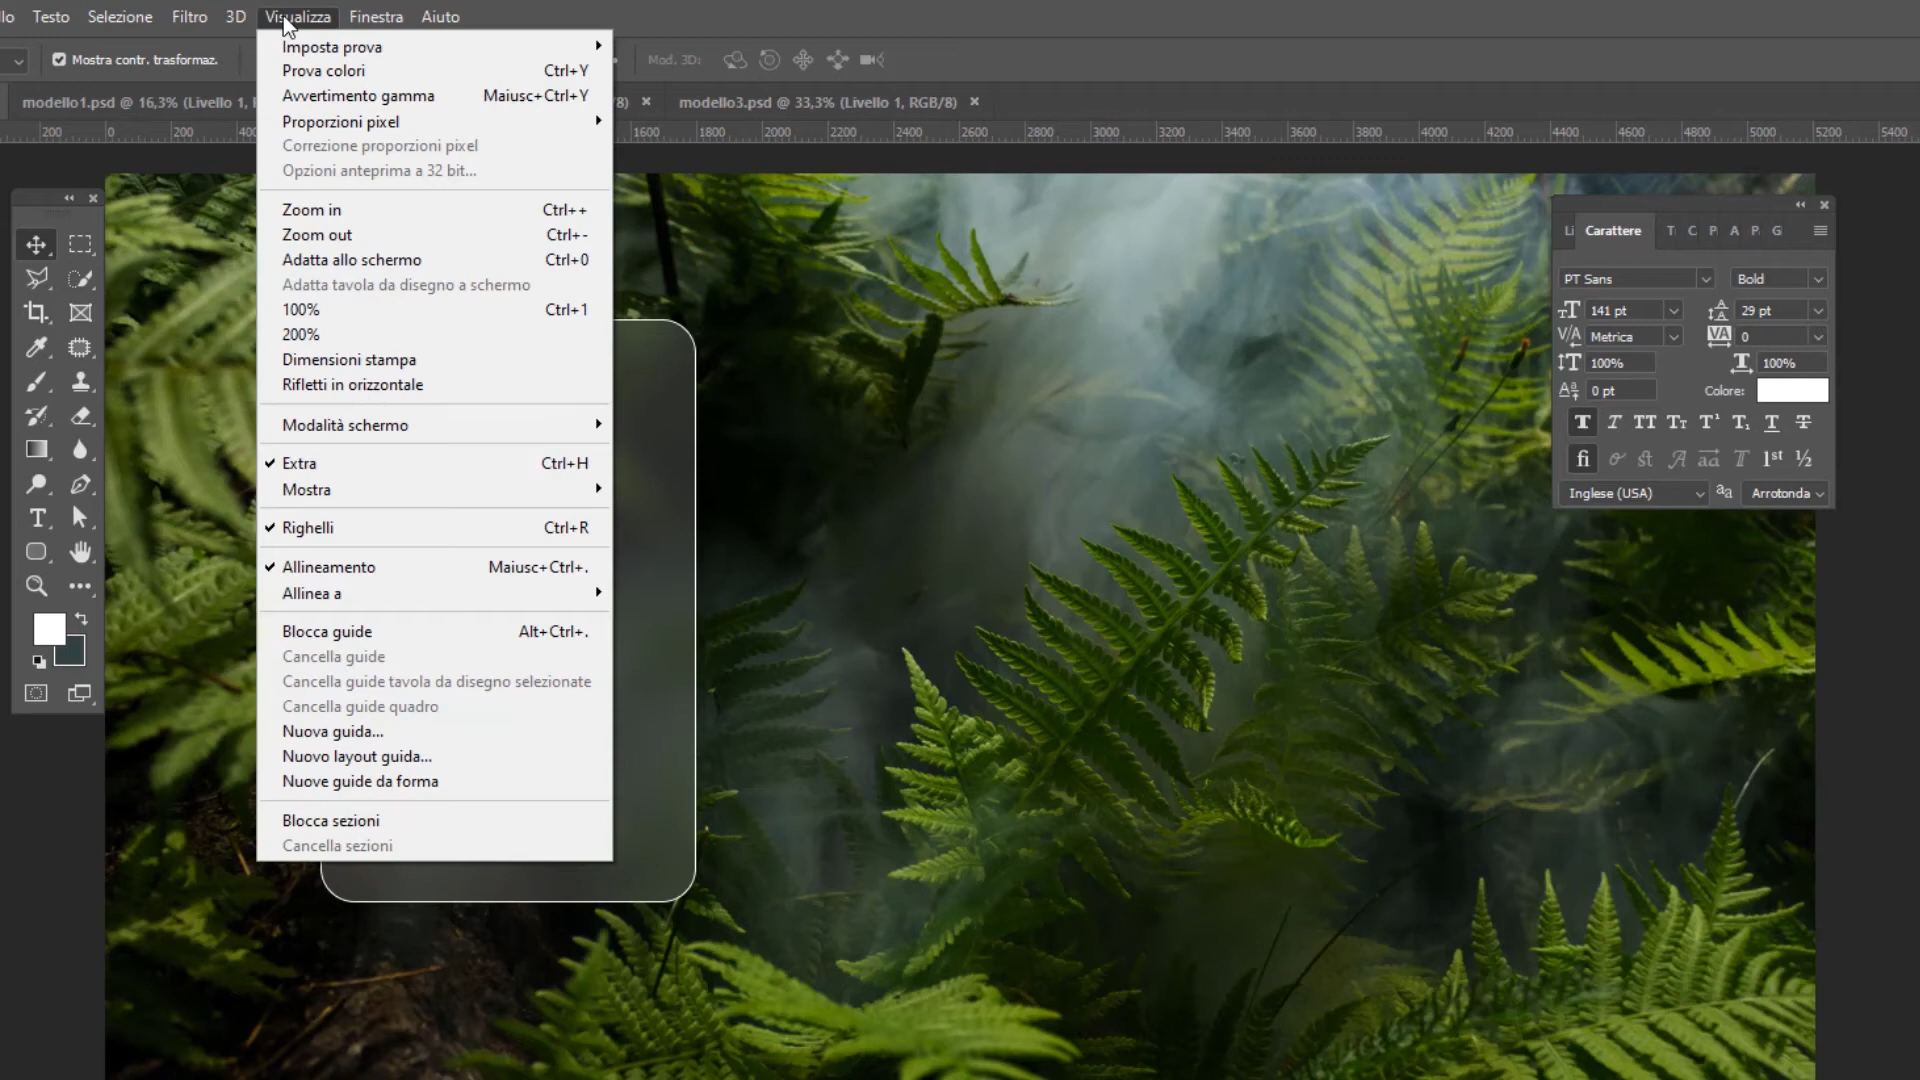 llo Testo Selezione Filtro 3D Visualizza Finestra Aiuto
Mostra contr. trasformaz.
Mod. 3D:
modello1.psd @ 16,3% (Livello 1, /8) × modello3.psd @ 33,3% (Livello 1, RGB/8) ×
200 0 200 400 1600 1800 2000 2200 2400 2600 2800 3000 3200 3400 3600 3800 4000 4200 4400 4600 4800 5000 5200 5400
Imposta prova
Prova colori Ctrl+Y
Avvertimento gamma Maiusc+Ctrl+Y
Proporzioni pixel
Correzione proporzioni pixel
Opzioni anteprima a 32 bit...
Zoom in Ctrl++
Zoom out Ctrl+-
Adatta allo schermo Ctrl+0
Adatta tavola da disegno a schermo
100% Ctrl+1
200%
Dimensioni stampa
Rifletti in orizzontale
Modalità schermo
Extra Ctrl+H
Mostra
Righelli Ctrl+R
Allineamento Maiusc+Ctrl+.
Allinea a
Blocca guide Alt+Ctrl+.
Cancella guide
Cancella guide tavola da disegno selezionate
Cancella guide quadro
Nuova guida...
Nuovo layout guida...
Nuove guide da forma
Blocca sezioni
Cancella sezioni
Li Carattere T C P A P G
PT Sans Bold
141 pt 29 pt
Metrica 0
100% 100%
0 pt Colore:
T T TT TT T¹ T₁ T T
fi st A aa T 1st ½
Inglese (USA) aa Arrotonda